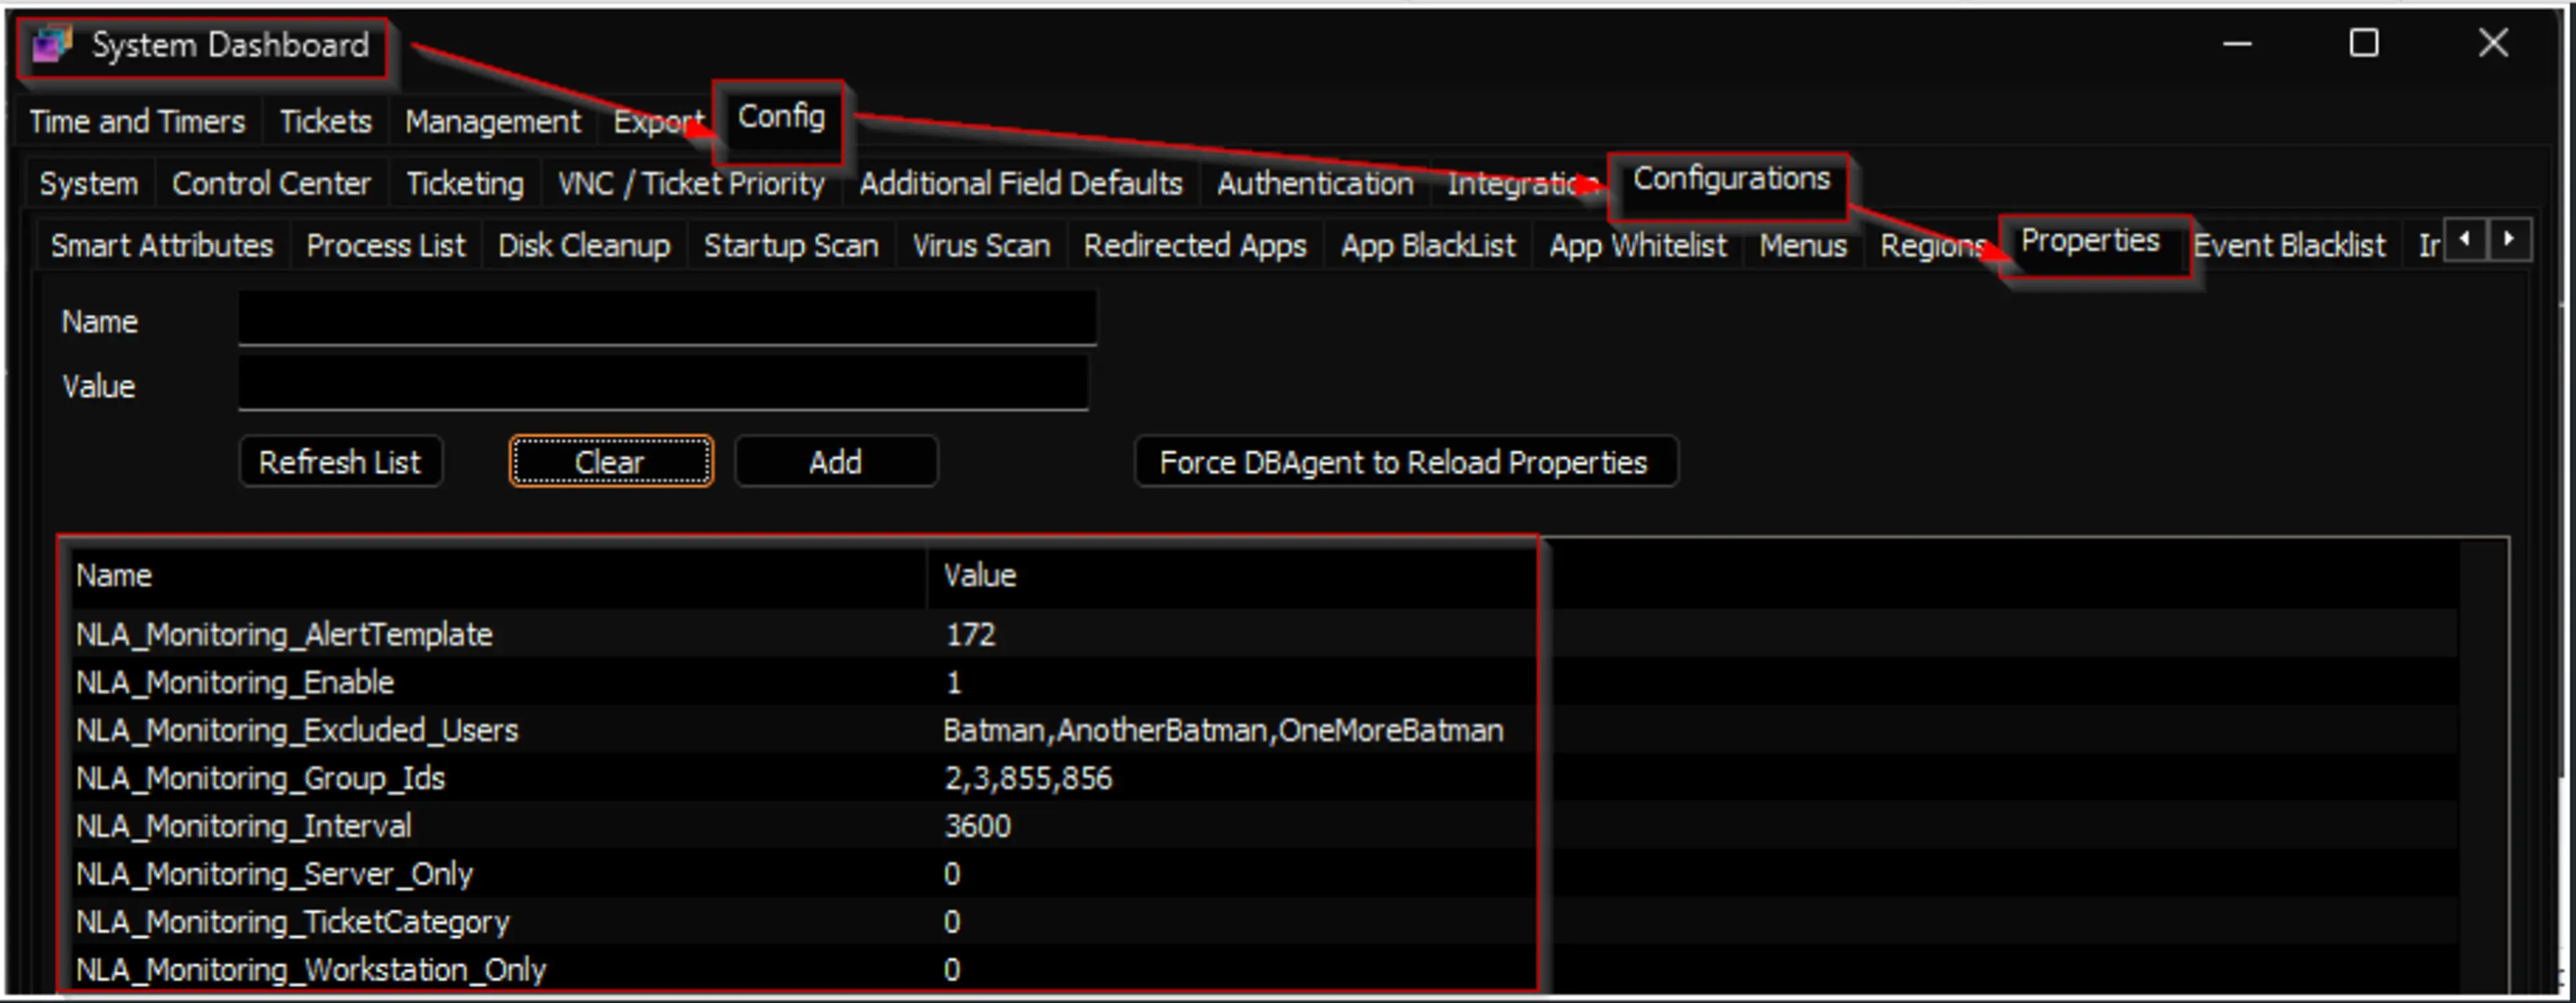 System Dashboard
Time and Timers Tickets Management Export Config
System Control Center Ticketing VNC / Ticket Priority Additional Field Defaults Authentication Integration Configurations
Smart Attributes Process List Disk Cleanup Startup Scan Virus Scan Redirected Apps App BlackList App Whitelist Menus Regions Properties Event Blacklist Ir
Name
Value
Refresh List Clear Add Force DBAgent to Reload Properties
Name Value
NLA_Monitoring_AlertTemplate 172
NLA_Monitoring_Enable 1
NLA_Monitoring_Excluded_Users Batman,AnotherBatman,OneMoreBatman
NLA_Monitoring_Group_Ids 2,3,855,856
NLA_Monitoring_Interval 3600
NLA_Monitoring_Server_Only 0
NLA_Monitoring_TicketCategory 0
NLA_Monitoring_Workstation_Only 0